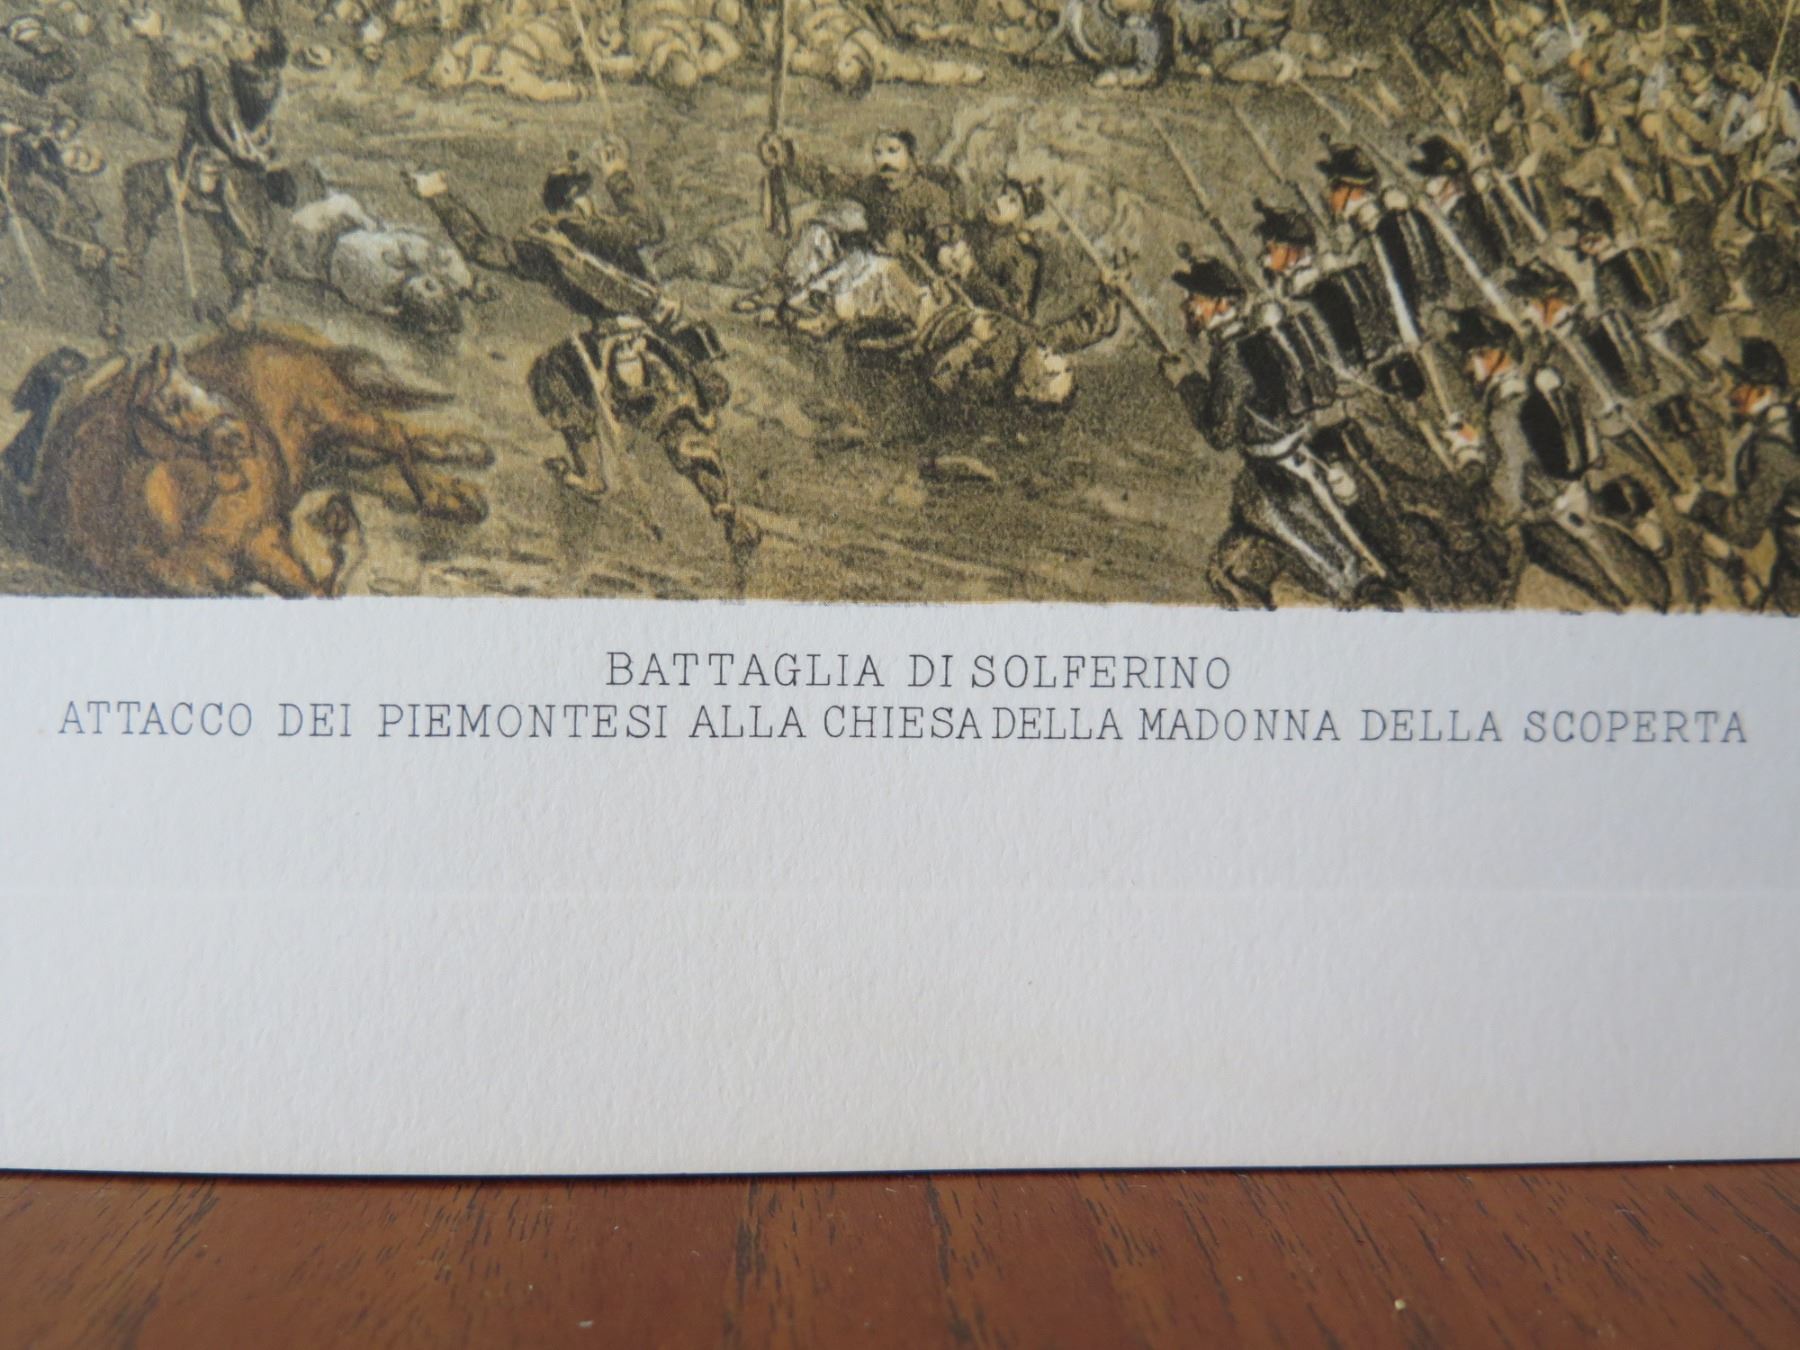 BATTAGLIA DI SOLFERINO
ATTACCO DEI PIEMONTESI ALLA CHIESA DELLA MADONNA DELLA SCOPERTA